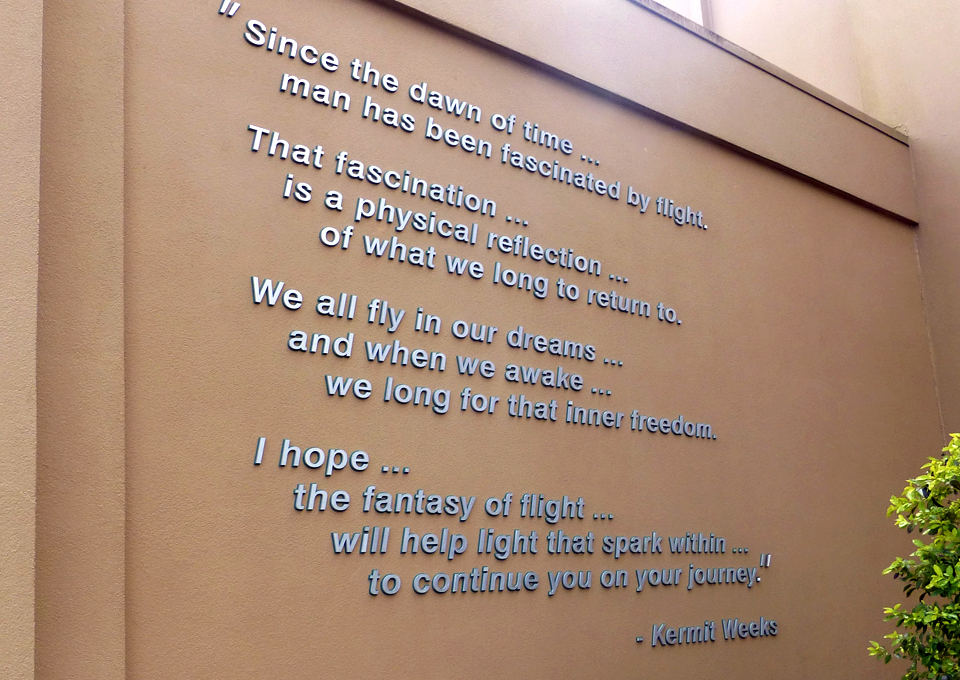 "Since the dawn of time ...
man has been fascinated by flight.
That fascination ...
is a physical reflection ...
of what we long to return to.
We all fly in our dreams ...
and when we awake ...
we long for that inner freedom.
I hope ...
the fantasy of flight ...
will help light that spark within ...
to continue you on your journey."
- Kermit Weeks